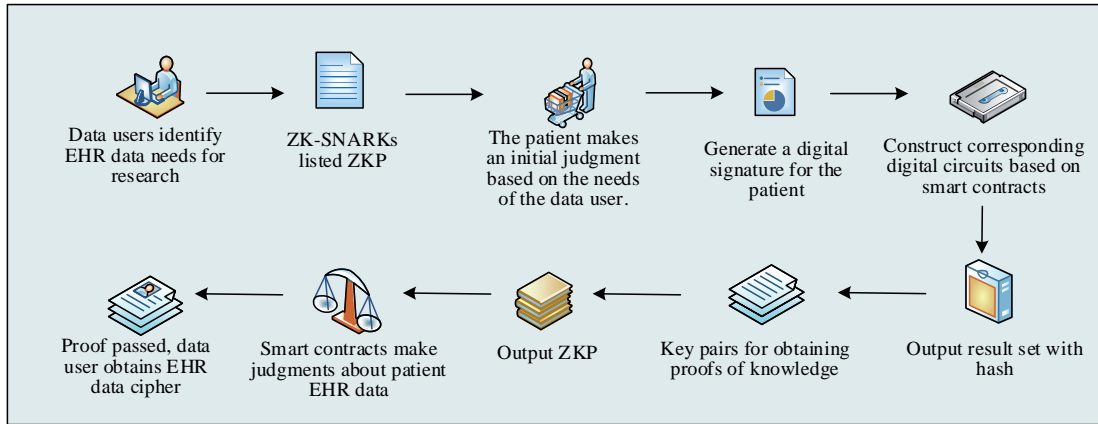 Data users identify
EHR data needs for
research
ZK-SNARKs
listed ZKP
The patient makes
an initial judgment
based on the needs
of the data user.
Generate a digital
signature for the
patient
Construct corresponding
digital circuits based on
smart contracts
Proof passed, data
user obtains EHR
data cipher
Smart contracts make
judgments about patient
EHR data
Output ZKP
Key pairs for obtaining
proofs of knowledge
Output result set with
hash